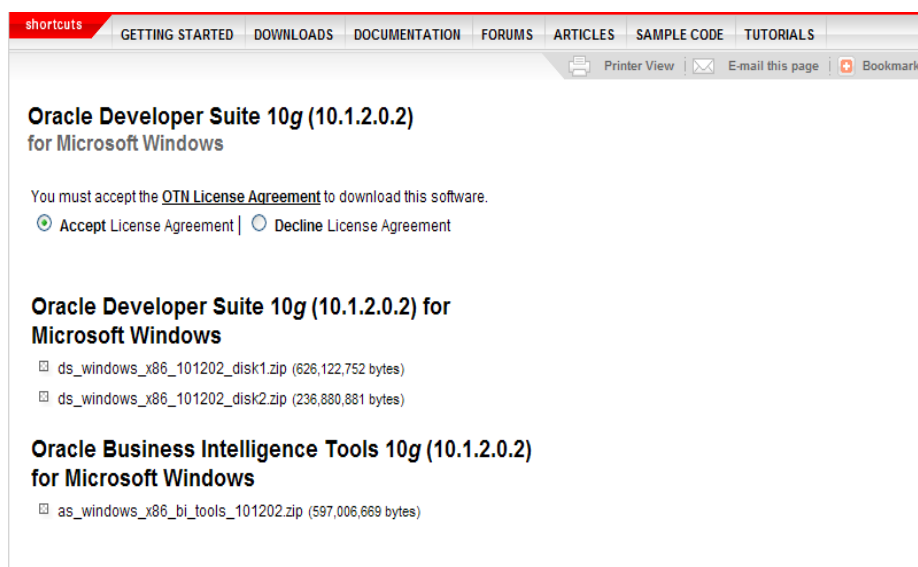 shortcuts
GETTING STARTED DOWNLOADS DOCUMENTATION FORUMS ARTICLES SAMPLE CODE TUTORIALS
Printer View E-mail this page Bookmark
Oracle Developer Suite 10g (10.1.2.0.2)
for Microsoft Windows
You must accept the OTN License Agreement to download this software.
Accept License Agreement | Decline License Agreement
Oracle Developer Suite 10g (10.1.2.0.2) for
Microsoft Windows
ds_windows_x86_101202_disk1.zip (626,122,752 bytes)
ds_windows_x86_101202_disk2.zip (236,880,881 bytes)
Oracle Business Intelligence Tools 10g (10.1.2.0.2)
for Microsoft Windows
as_windows_x86_bi_tools_101202.zip (597,006,669 bytes)